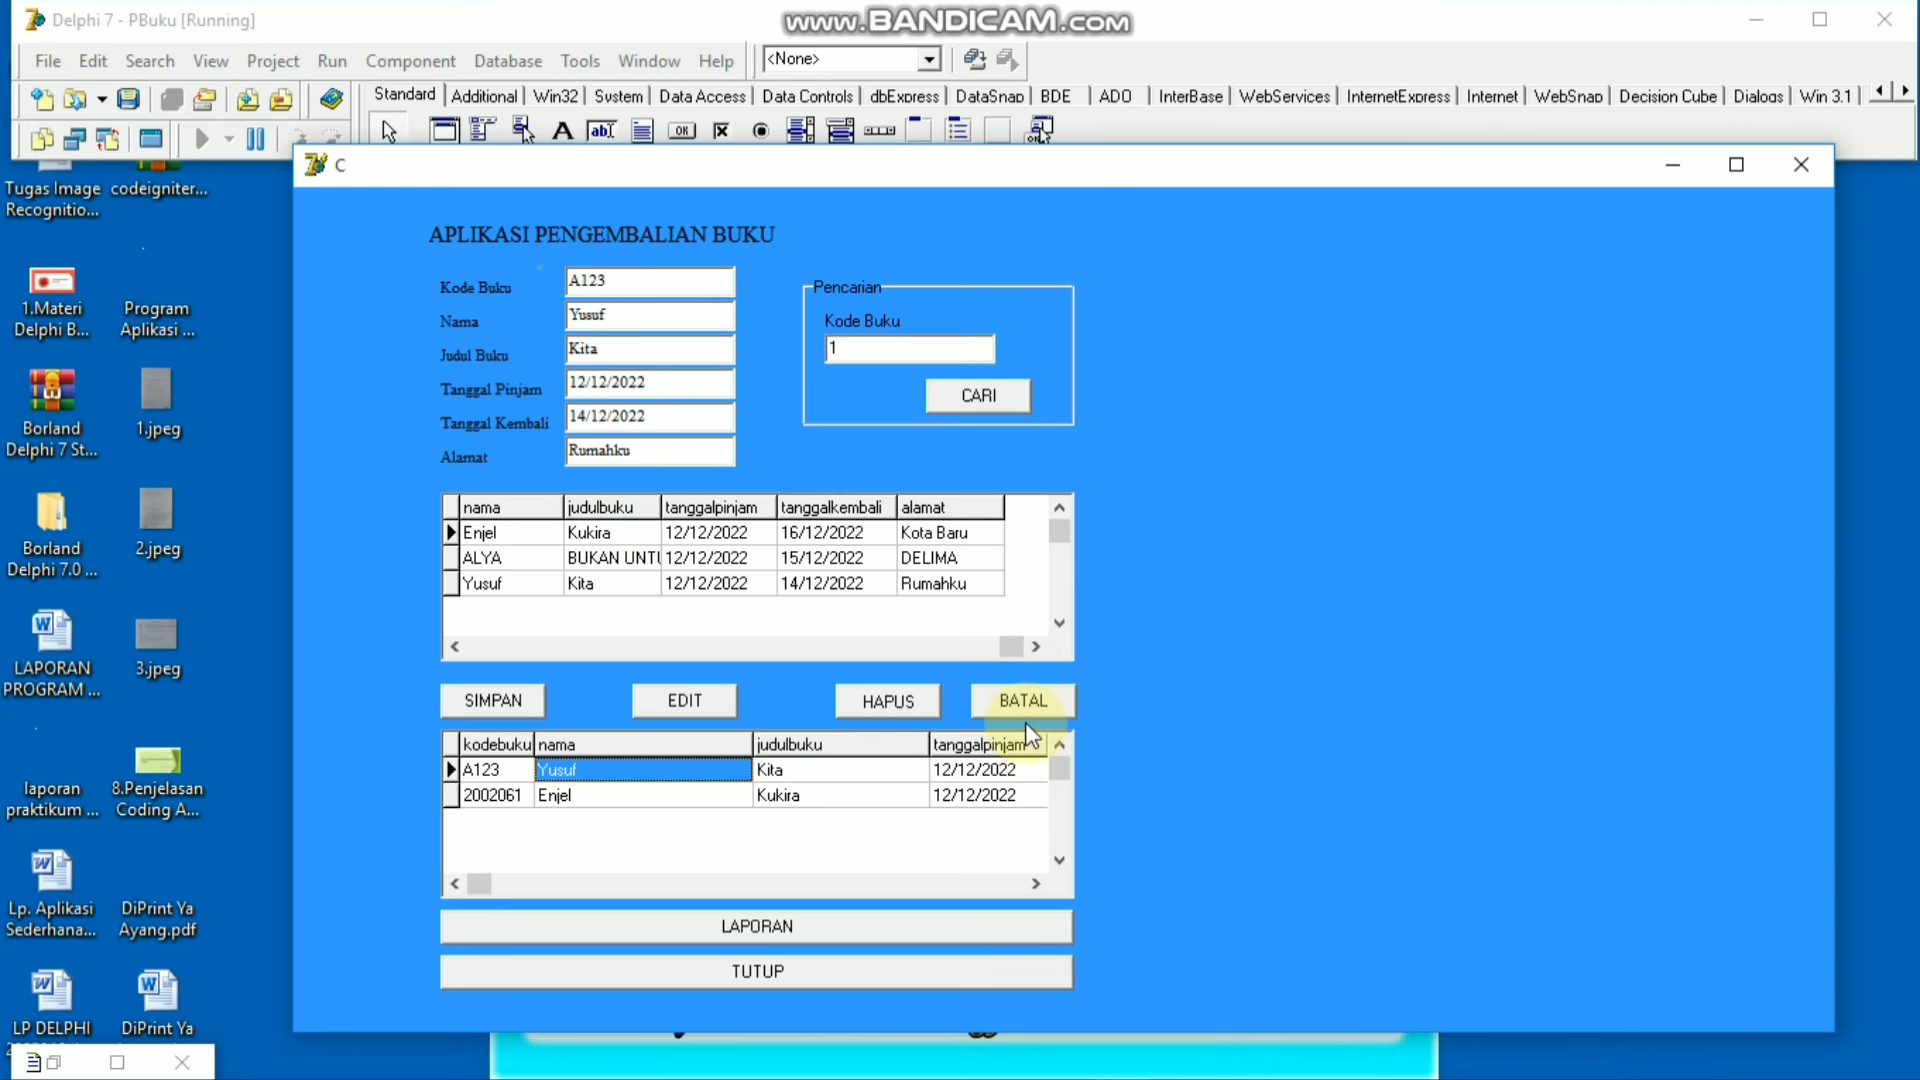 Delphi 7 - PBuku [Running]
www.BANDICAM.com
File Edit Search View Project Run Component Database Tools Window Help
<None>
Standard Additional Win32 System Data Access Data Controls dbExpress DataSnap BDE ADO InterBase WebServices InternetExpress Internet WebSnap Decision Cube Dialogs Win 3.1
C
Tugas Image Recognitio...
codeigniter...
1.Materi Delphi B...
Program Aplikasi ...
Borland Delphi 7 St...
1.jpeg
Borland Delphi 7.0 ...
2.jpeg
LAPORAN PROGRAM ...
3.jpeg
laporan praktikum ...
8.Penjelasan Coding A...
Lp. Aplikasi Sederhana...
DiPrint Ya Ayang.pdf
LP DELPHI
DiPrint Ya
APLIKASI PENGEMBALIAN BUKU
Kode Buku A123
Nama Yusuf
Judul Buku Kita
Tanggal Pinjam 12/12/2022
Tanggal Kembali 14/12/2022
Alamat Rumahku
Pencarian
Kode Buku
1
CARI
nama judulbuku tanggalpinjam tanggalkembali alamat
Enjel Kukira 12/12/2022 16/12/2022 Kota Baru
ALYA BUKAN UNTU 12/12/2022 15/12/2022 DELIMA
Yusuf Kita 12/12/2022 14/12/2022 Rumahku
SIMPAN EDIT HAPUS BATAL
kodebuku nama judulbuku tanggalpinjam
A123 Yusuf Kita 12/12/2022
2002061 Enjel Kukira 12/12/2022
LAPORAN
TUTUP